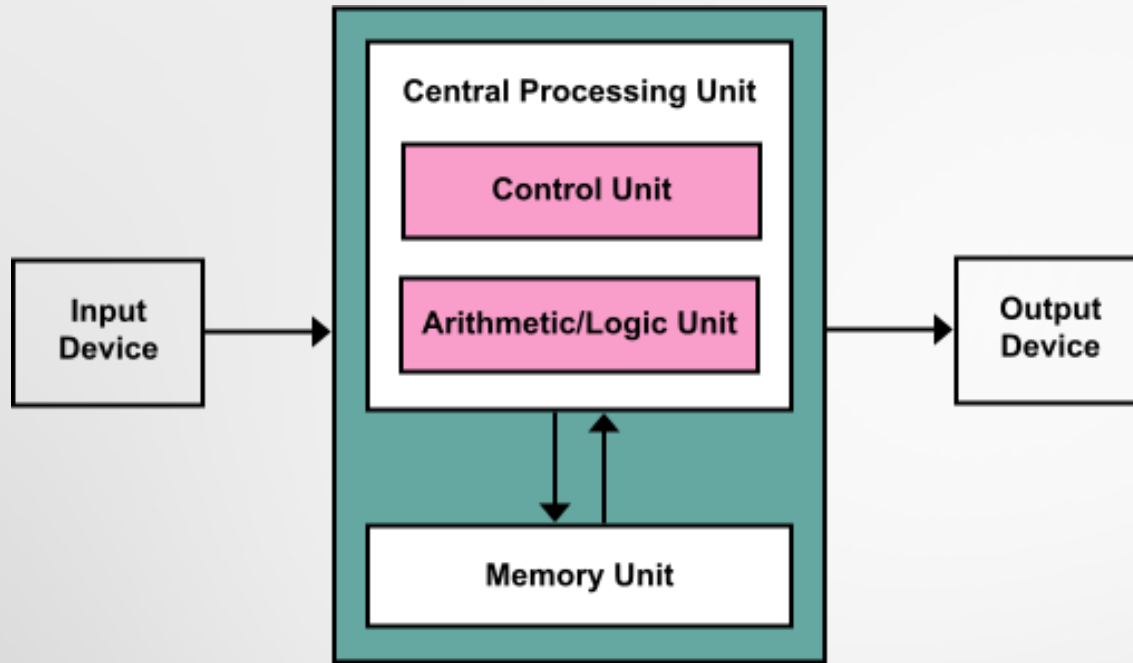 Central Processing Unit
Control Unit
Arithmetic/Logic Unit
Input
Device
Output
Device
Memory Unit